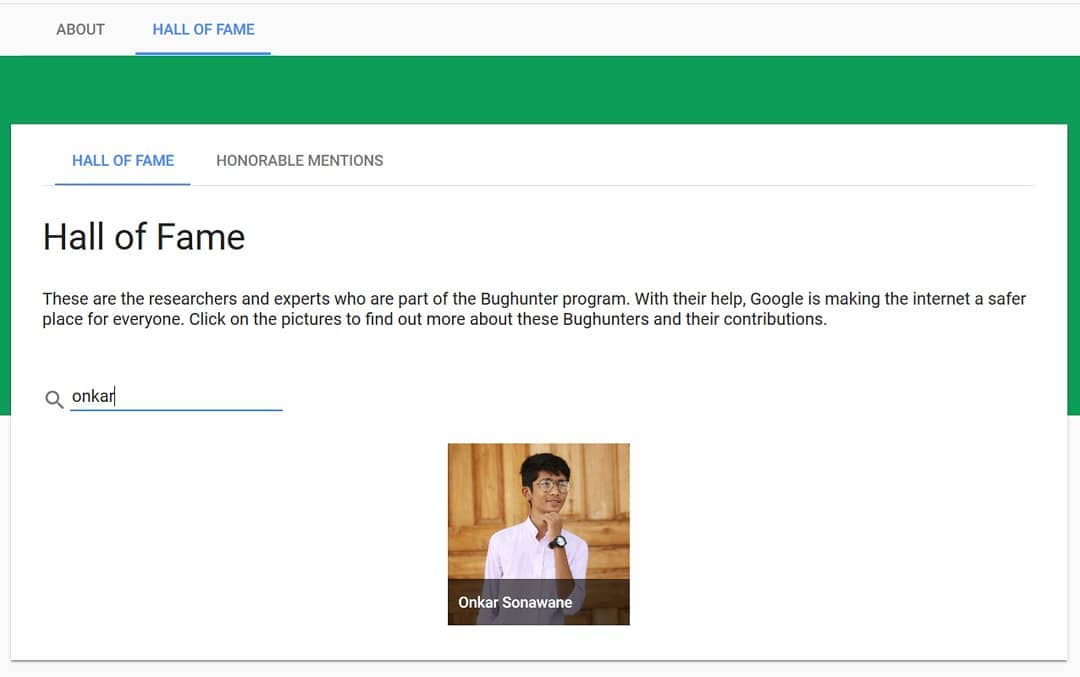 ABOUT HALL OF FAME
HALL OF FAME HONORABLE MENTIONS
Hall of Fame
These are the researchers and experts who are part of the Bughunter program. With their help, Google is making the internet a safer
place for everyone. Click on the pictures to find out more about these Bughunters and their contributions.
onkar
Onkar Sonawane